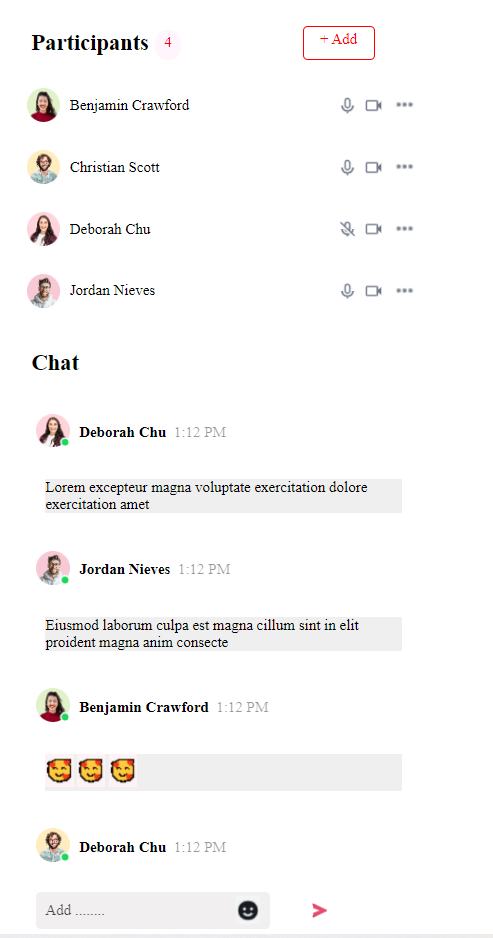 Participants 4
+ Add
Benjamin Crawford
Christian Scott
Deborah Chu
Jordan Nieves
Chat
Deborah Chu 1:12 PM
Lorem excepteur magna voluptate exercitation dolore
exercitation amet
Jordan Nieves 1:12 PM
Eiusmod laborum culpa est magna cillum sint in elit
proident magna anim consecte
Benjamin Crawford 1:12 PM
🥰 🥰 🥰
Deborah Chu 1:12 PM
Add ........